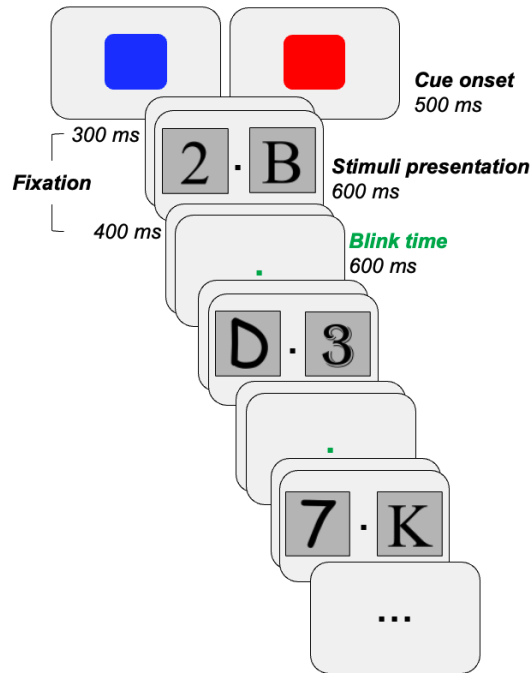 Cue onset
500 ms
300 ms
2 · B
Stimuli presentation
600 ms
Fixation
400 ms
Blink time
600 ms
D · 3
7 · K
...